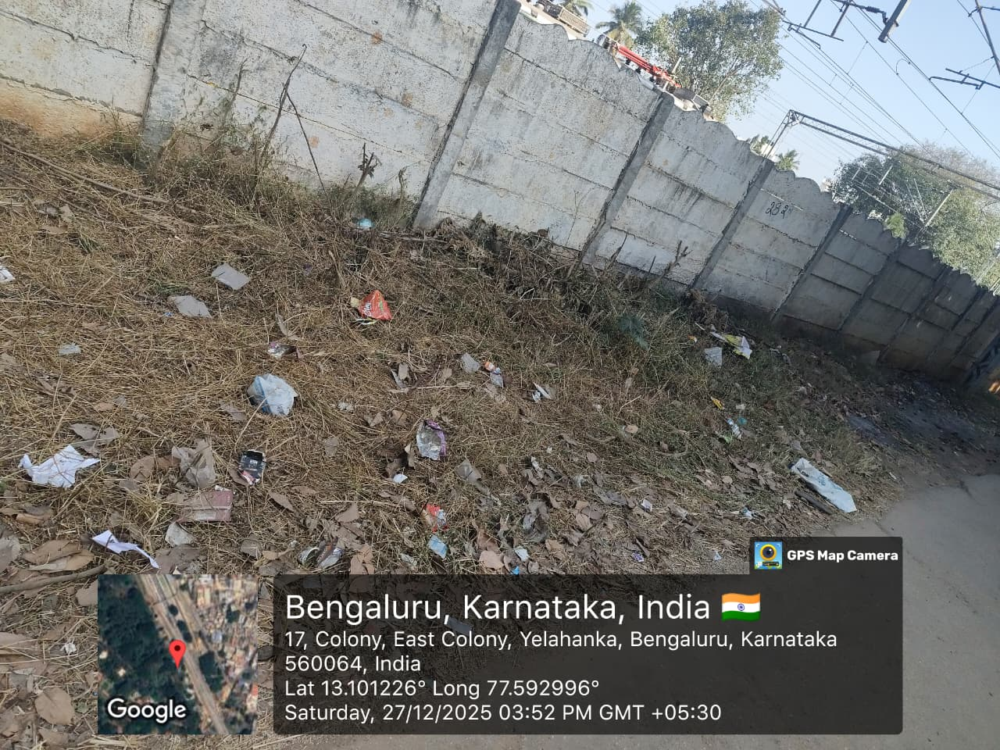 282
GPS Map Camera
Bengaluru, Karnataka, India
17, Colony, East Colony, Yelahanka, Bengaluru, Karnataka
560064, India
Lat 13.101226° Long 77.592996°
Saturday, 27/12/2025 03:52 PM GMT +05:30
Google